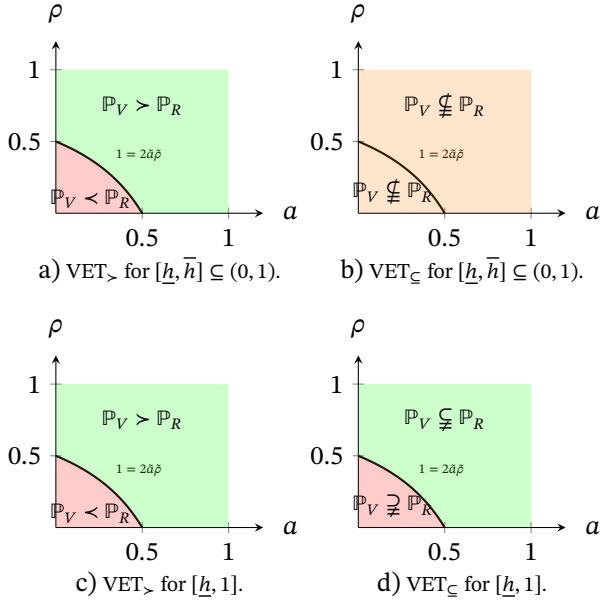 ρ
1
ℙ_V ≻ ℙ_R
0.5
1 = 2ãρ̃
ℙ_V ≺ ℙ_R
a
0.5 1
a) VET_≻ for [h̲, h̅] ⊆ (0, 1).
ρ
1
ℙ_V ⊈ ℙ_R
0.5
1 = 2ãρ̃
ℙ_V ⊈ ℙ_R
a
0.5 1
b) VET_⊆ for [h̲, h̅] ⊆ (0, 1).
ρ
1
ℙ_V ≻ ℙ_R
0.5
1 = 2ãρ̃
ℙ_V ≺ ℙ_R
a
0.5 1
c) VET_≻ for [h̲, 1].
ρ
1
ℙ_V ⫋ ℙ_R
0.5
1 = 2ãρ̃
ℙ_V ⫌ ℙ_R
a
0.5 1
d) VET_⊆ for [h̲, 1].